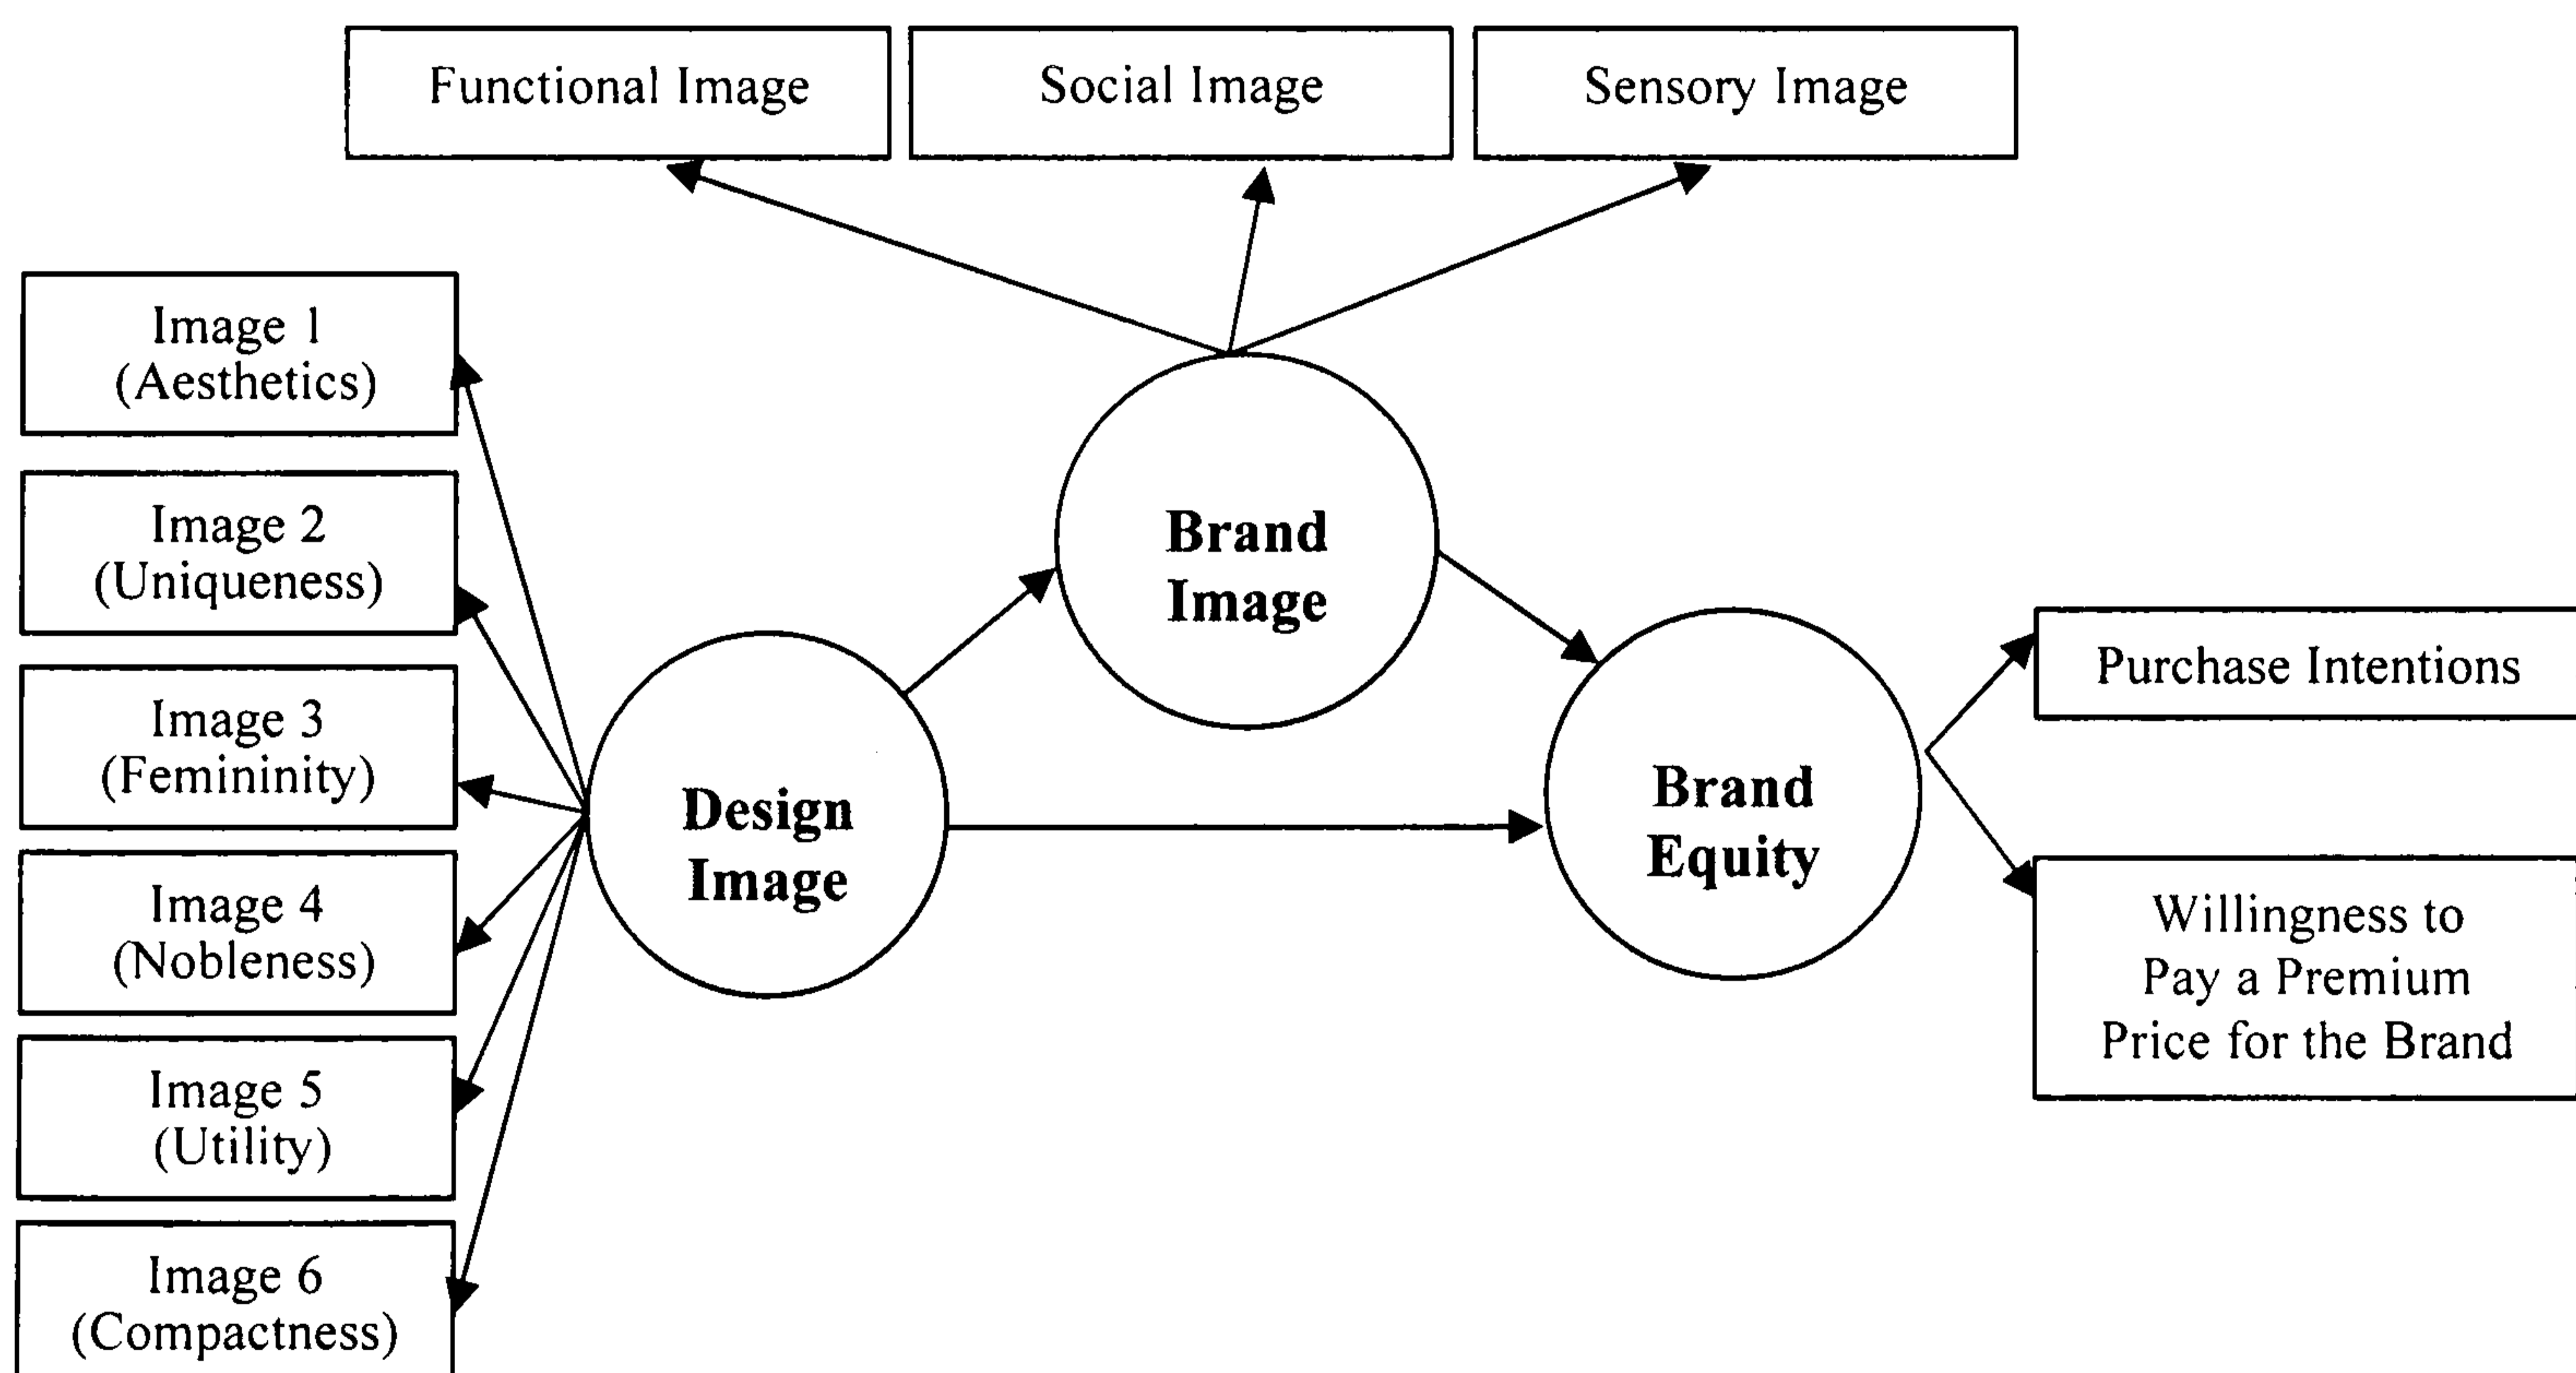 Functional Image
Social Image
Sensory Image
Image 1
(Aesthetics)
Image 2
(Uniqueness)
Image 3
(Femininity)
Image 4
(Nobleness)
Image 5
(Utility)
Image 6
(Compactness)
Design
Image
Brand
Image
Brand
Equity
Purchase Intentions
Willingness to
Pay a Premium
Price for the Brand